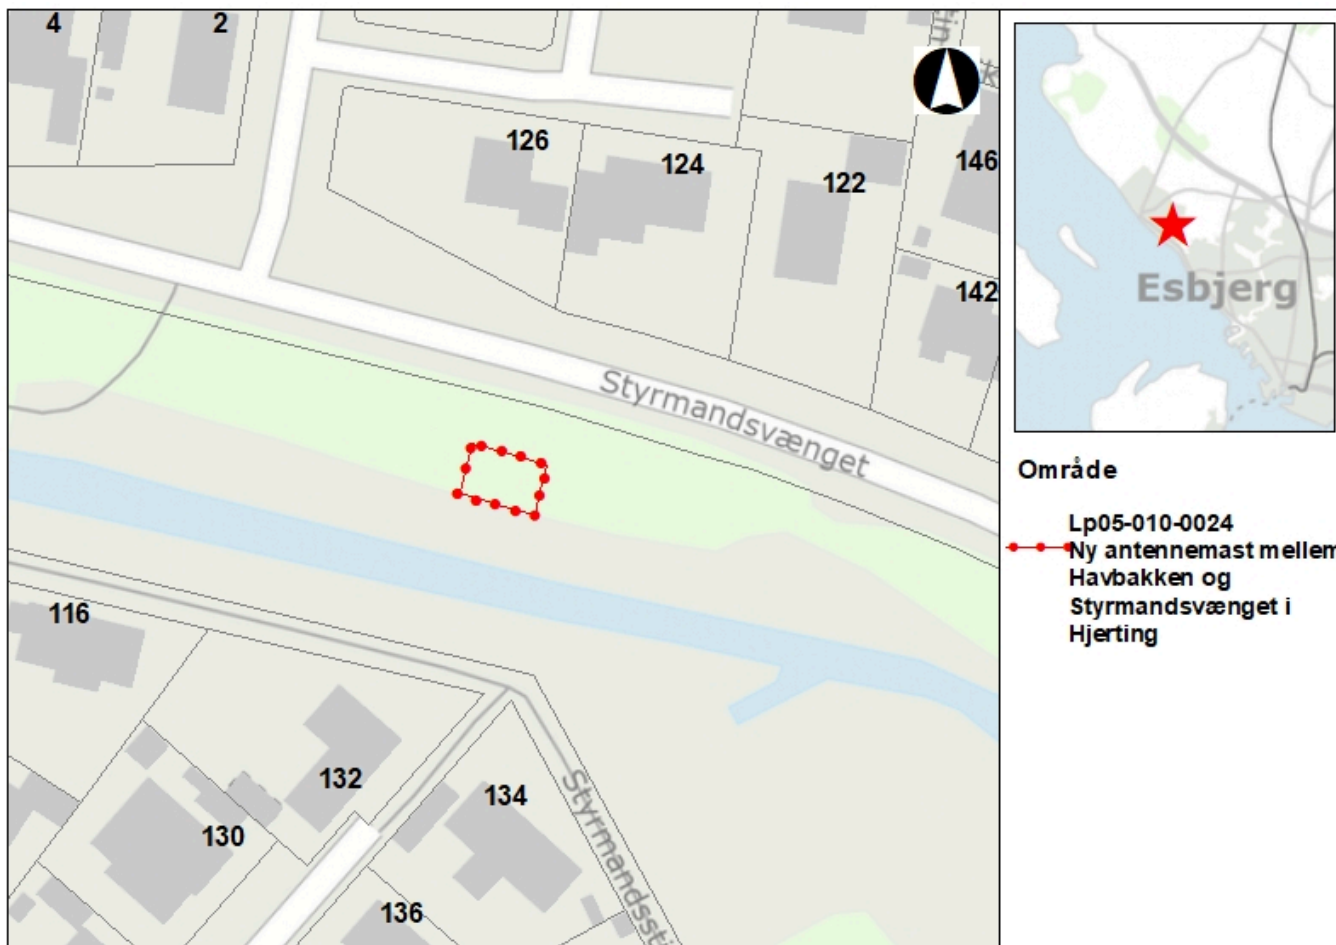 4
2
126
124
122
146
142
Styrmandsvænget
116
132
130
134
136
Styrmandssti
Esbjerg
Område
Lp05-010-0024
Ny antennemast mellem
Havbakken og
Styrmandsvænget i
Hjerting